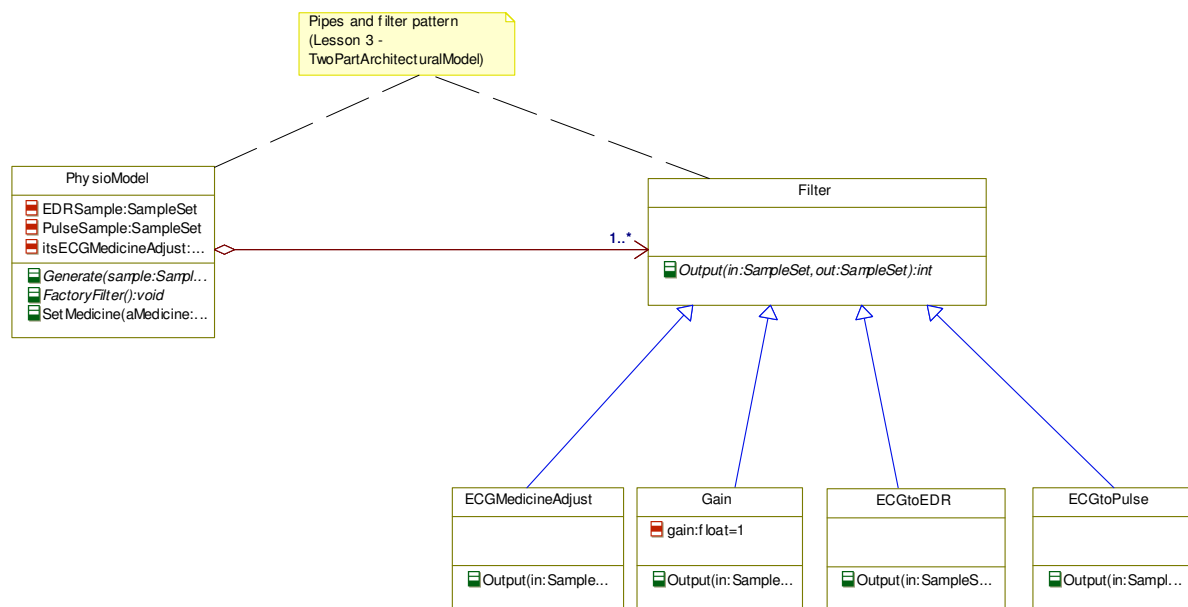 Pipes and filter pattern
(Lesson 3 -
TwoPartArchitecturalModel)
PhysioModel
EDRSample:SampleSet
PulseSample:SampleSet
itsECGMedicineAdjust:...
Generate(sample:Sampl...
FactoryFilter():void
SetMedicine(aMedicine:...
1..*
Filter
Output(in:SampleSet,out:SampleSet):int
ECGMedicineAdjust
Output(in:Sample...
Gain
gain:float=1
Output(in:Sample...
ECGtoEDR
Output(in:SampleS...
ECGtoPulse
Output(in:Sampl...